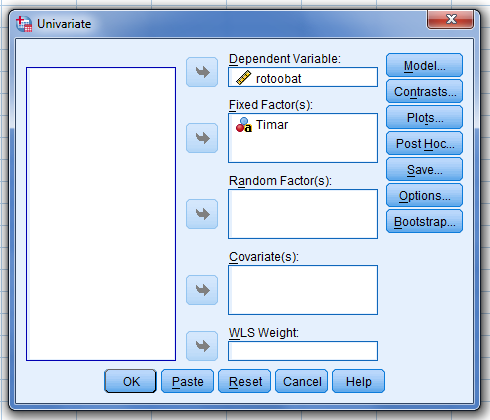 Univariate
Dependent Variable:
rotoobat
Fixed Factor(s):
a Timar
Random Factor(s):
Covariate(s):
WLS Weight:
Model...
Contrasts...
Plots...
Post Hoc...
Save...
Options...
Bootstrap...
OK Paste Reset Cancel Help